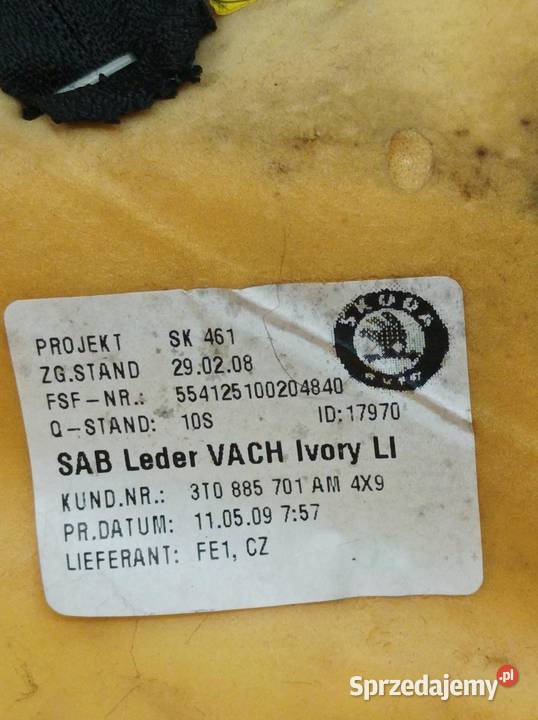 PROJEKT SK 461
ZG.STAND 29.02.08
FSF-NR.: 554125100204840
Q-STAND: 10S ID:17970
SAB Leder VACH Ivory LI
KUND.NR.: 3T0 885 701 AM 4X9
PR.DATUM: 11.05.09 7:57
LIEFERANT: FE1, CZ
SKODA
AUTO
Sprzedajemy.pl